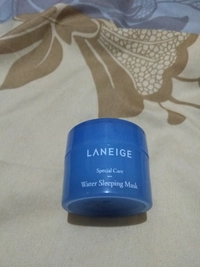 LANEIGE
Special Care
Water Sleeping Mask